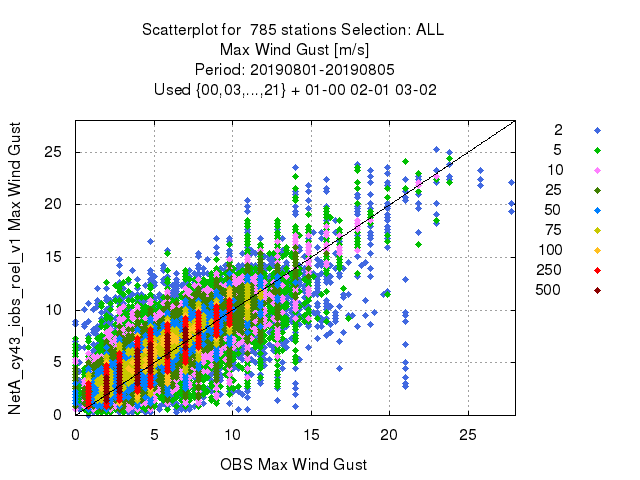 Scatterplot for 785 stations Selection: ALL
Max Wind Gust [m/s]
Period: 20190801-20190805
Used {00,03,...,21} + 01-00 02-01 03-02
NetA_cy43_iobs_roel_v1 Max Wind Gust
25
20
15
10
5
0
0 5 10 15 20 25
OBS Max Wind Gust
2
5
10
25
50
75
100
250
500